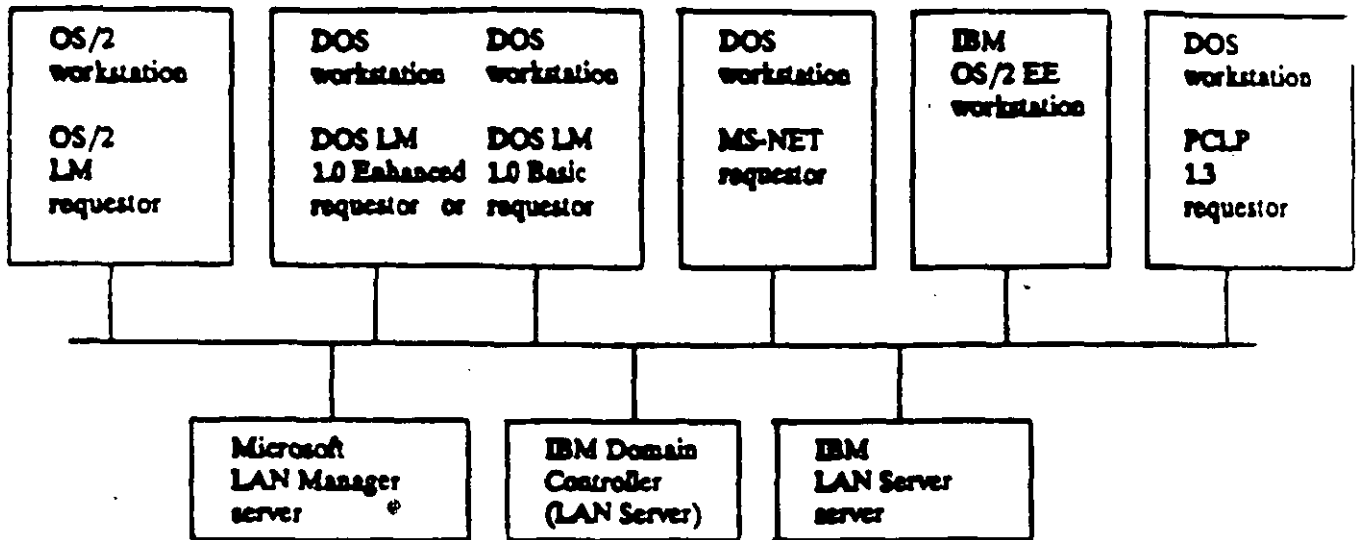 OS/2
workstation
OS/2
LM
requestor
DOS
workstation
DOS LM
1.0 Enhanced
requestor or
DOS
workstation
DOS LM
1.0 Basic
requestor
DOS
workstation
MS-NET
requestor
IBM
OS/2 EE
workstation
DOS
workstation
PCLP
1.3
requestor
Microsoft
LAN Manager
server
IBM Domain
Controller
(LAN Server)
IBM
LAN Server
server